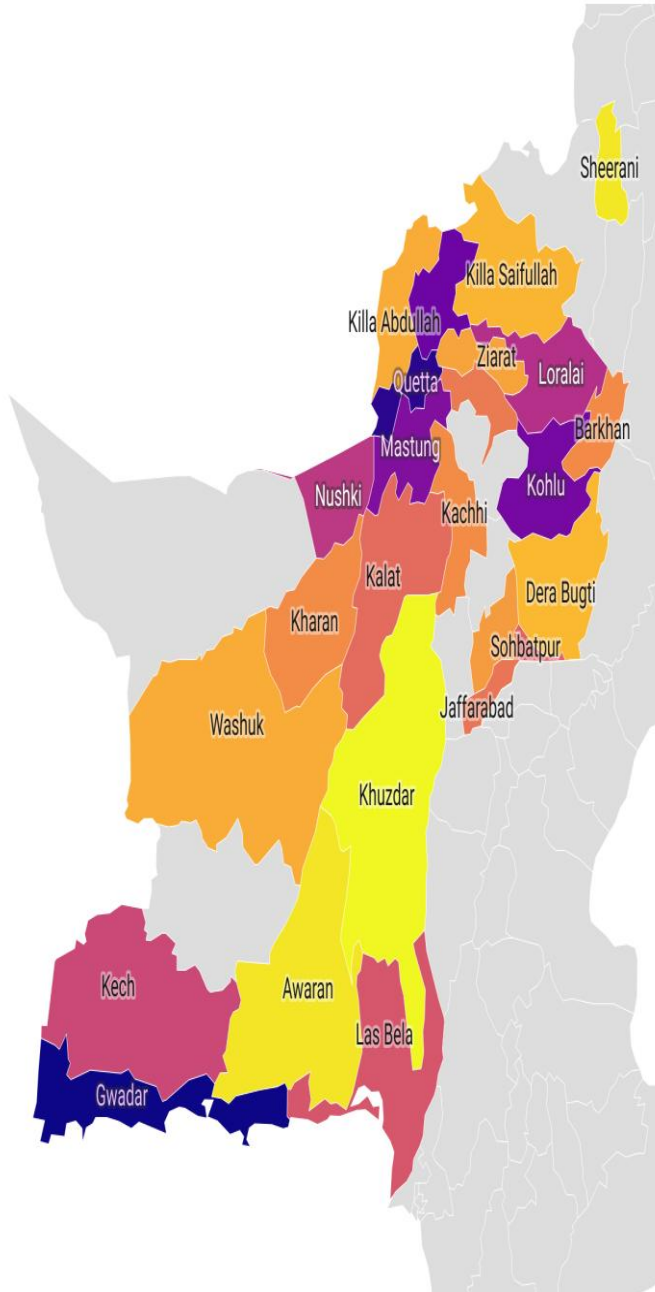 Sheerani
Killa Saifullah
Killa Abdullah
Ziarat
Quetta
Loralai
Barkhan
Mastung
Nushki
Kohlu
Kachhi
Kalat
Dera Bugti
Kharan
Sohbatpur
Jaffarabad
Washuk
Khuzdar
Kech
Awaran
Las Bela
Gwadar